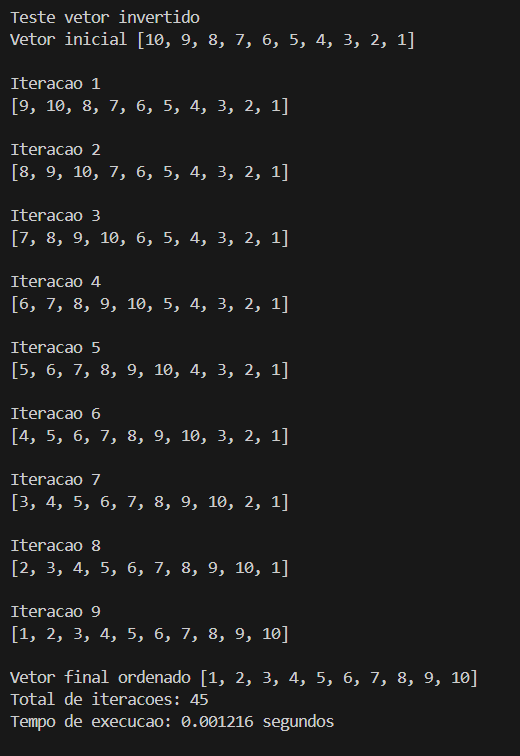 Teste vetor invertido
Vetor inicial [10, 9, 8, 7, 6, 5, 4, 3, 2, 1]
Iteracao 1
[9, 10, 8, 7, 6, 5, 4, 3, 2, 1]
Iteracao 2
[8, 9, 10, 7, 6, 5, 4, 3, 2, 1]
Iteracao 3
[7, 8, 9, 10, 6, 5, 4, 3, 2, 1]
Iteracao 4
[6, 7, 8, 9, 10, 5, 4, 3, 2, 1]
Iteracao 5
[5, 6, 7, 8, 9, 10, 4, 3, 2, 1]
Iteracao 6
[4, 5, 6, 7, 8, 9, 10, 3, 2, 1]
Iteracao 7
[3, 4, 5, 6, 7, 8, 9, 10, 2, 1]
Iteracao 8
[2, 3, 4, 5, 6, 7, 8, 9, 10, 1]
Iteracao 9
[1, 2, 3, 4, 5, 6, 7, 8, 9, 10]
Vetor final ordenado [1, 2, 3, 4, 5, 6, 7, 8, 9, 10]
Total de iteracoes: 45
Tempo de execucao: 0.001216 segundos